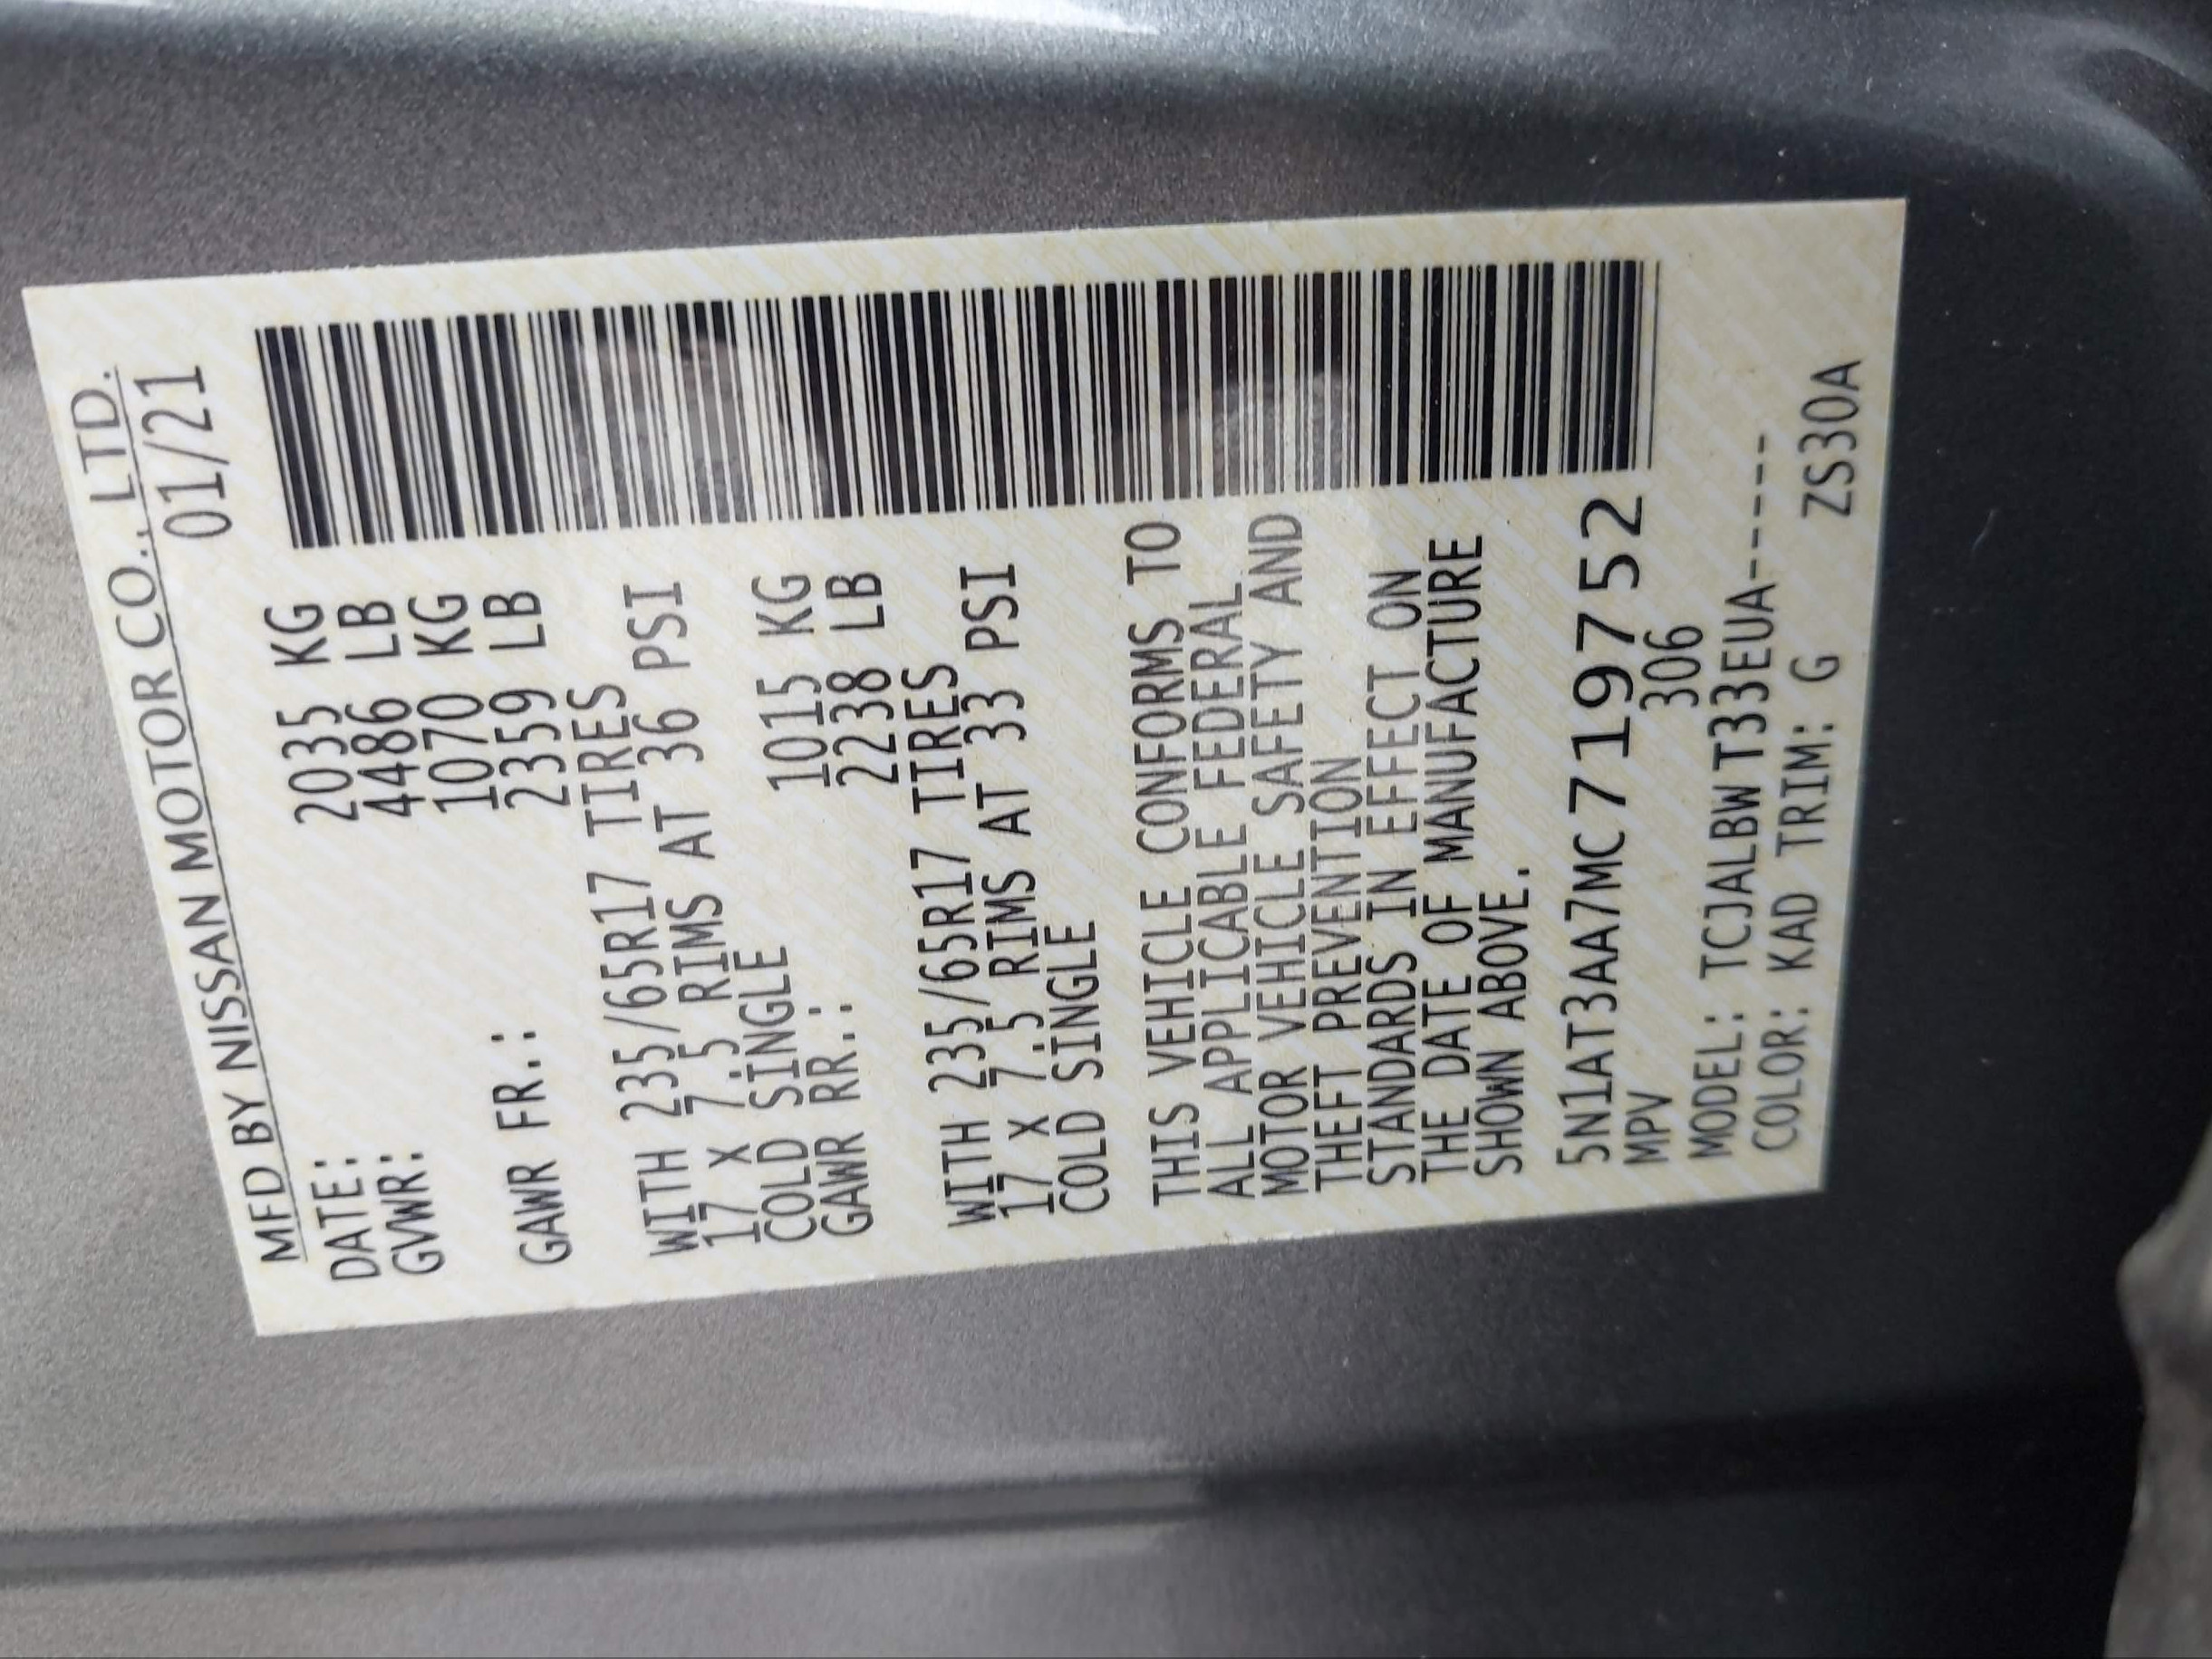 MFD BY NISSAN MOTOR CO., LTD.
DATE: 01/21
GVWR: 2035 KG
4486 LB
GAWR FR.: 1070 KG
2359 LB
WITH 235/65R17 TIRES
17 X 7.5 RIMS AT 36 PSI
COLD SINGLE
GAWR RR.: 1015 KG
2238 LB
WITH 235/65R17 TIRES
17 X 7.5 RIMS AT 33 PSI
COLD SINGLE
THIS VEHICLE CONFORMS TO
ALL APPLICABLE FEDERAL
MOTOR VEHICLE SAFETY AND
THEFT PREVENTION
STANDARDS IN EFFECT ON
THE DATE OF MANUFACTURE
SHOWN ABOVE.
5N1AT3AA7MC719752
MPV 306
MODEL: TCJALBWT33EUA-----
COLOR: KAD TRIM: G ZS30A